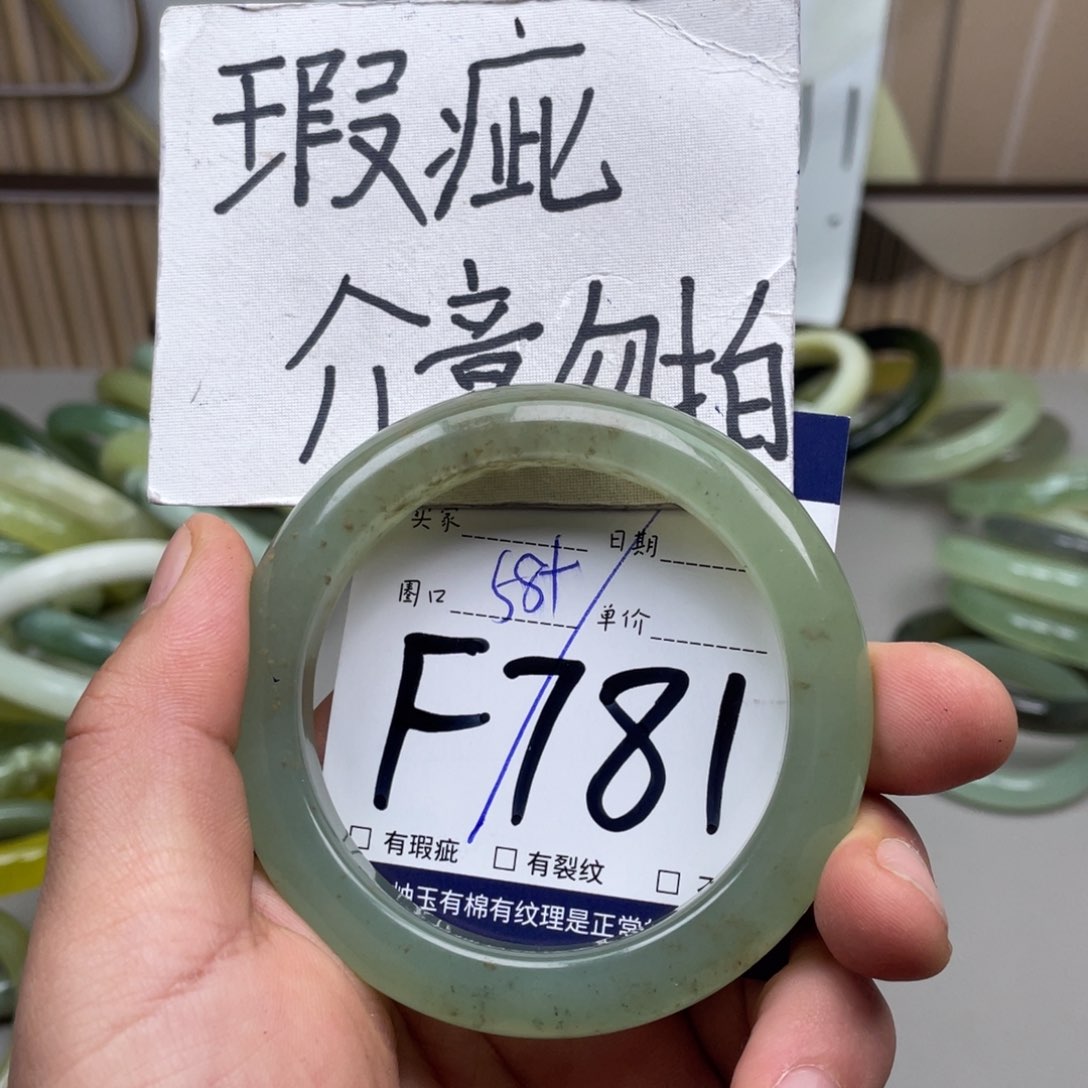 瑕疵
介意勿拍
买家 日期
圈口 58+ 单价
F781
□ 有瑕疵 □ 有裂纹 □
岫玉有棉有纹理是正常